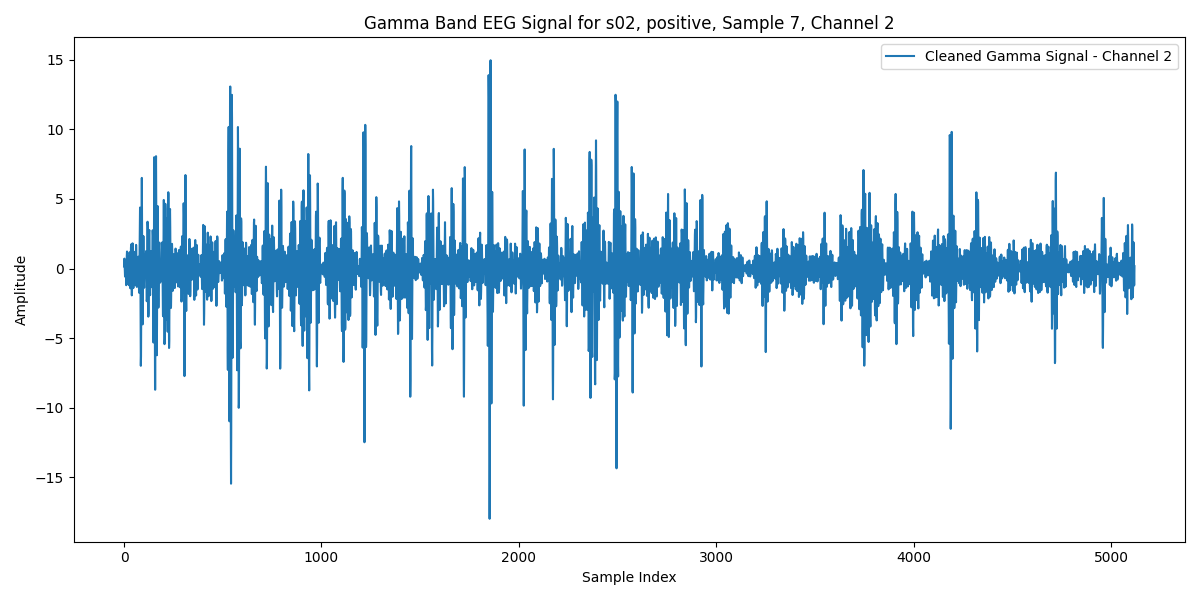 Gamma Band EEG Signal for s02, positive, Sample 7, Channel 2
Cleaned Gamma Signal - Channel 2
Amplitude
15
10
5
0
−5
−10
−15
0 1000 2000 3000 4000 5000
Sample Index